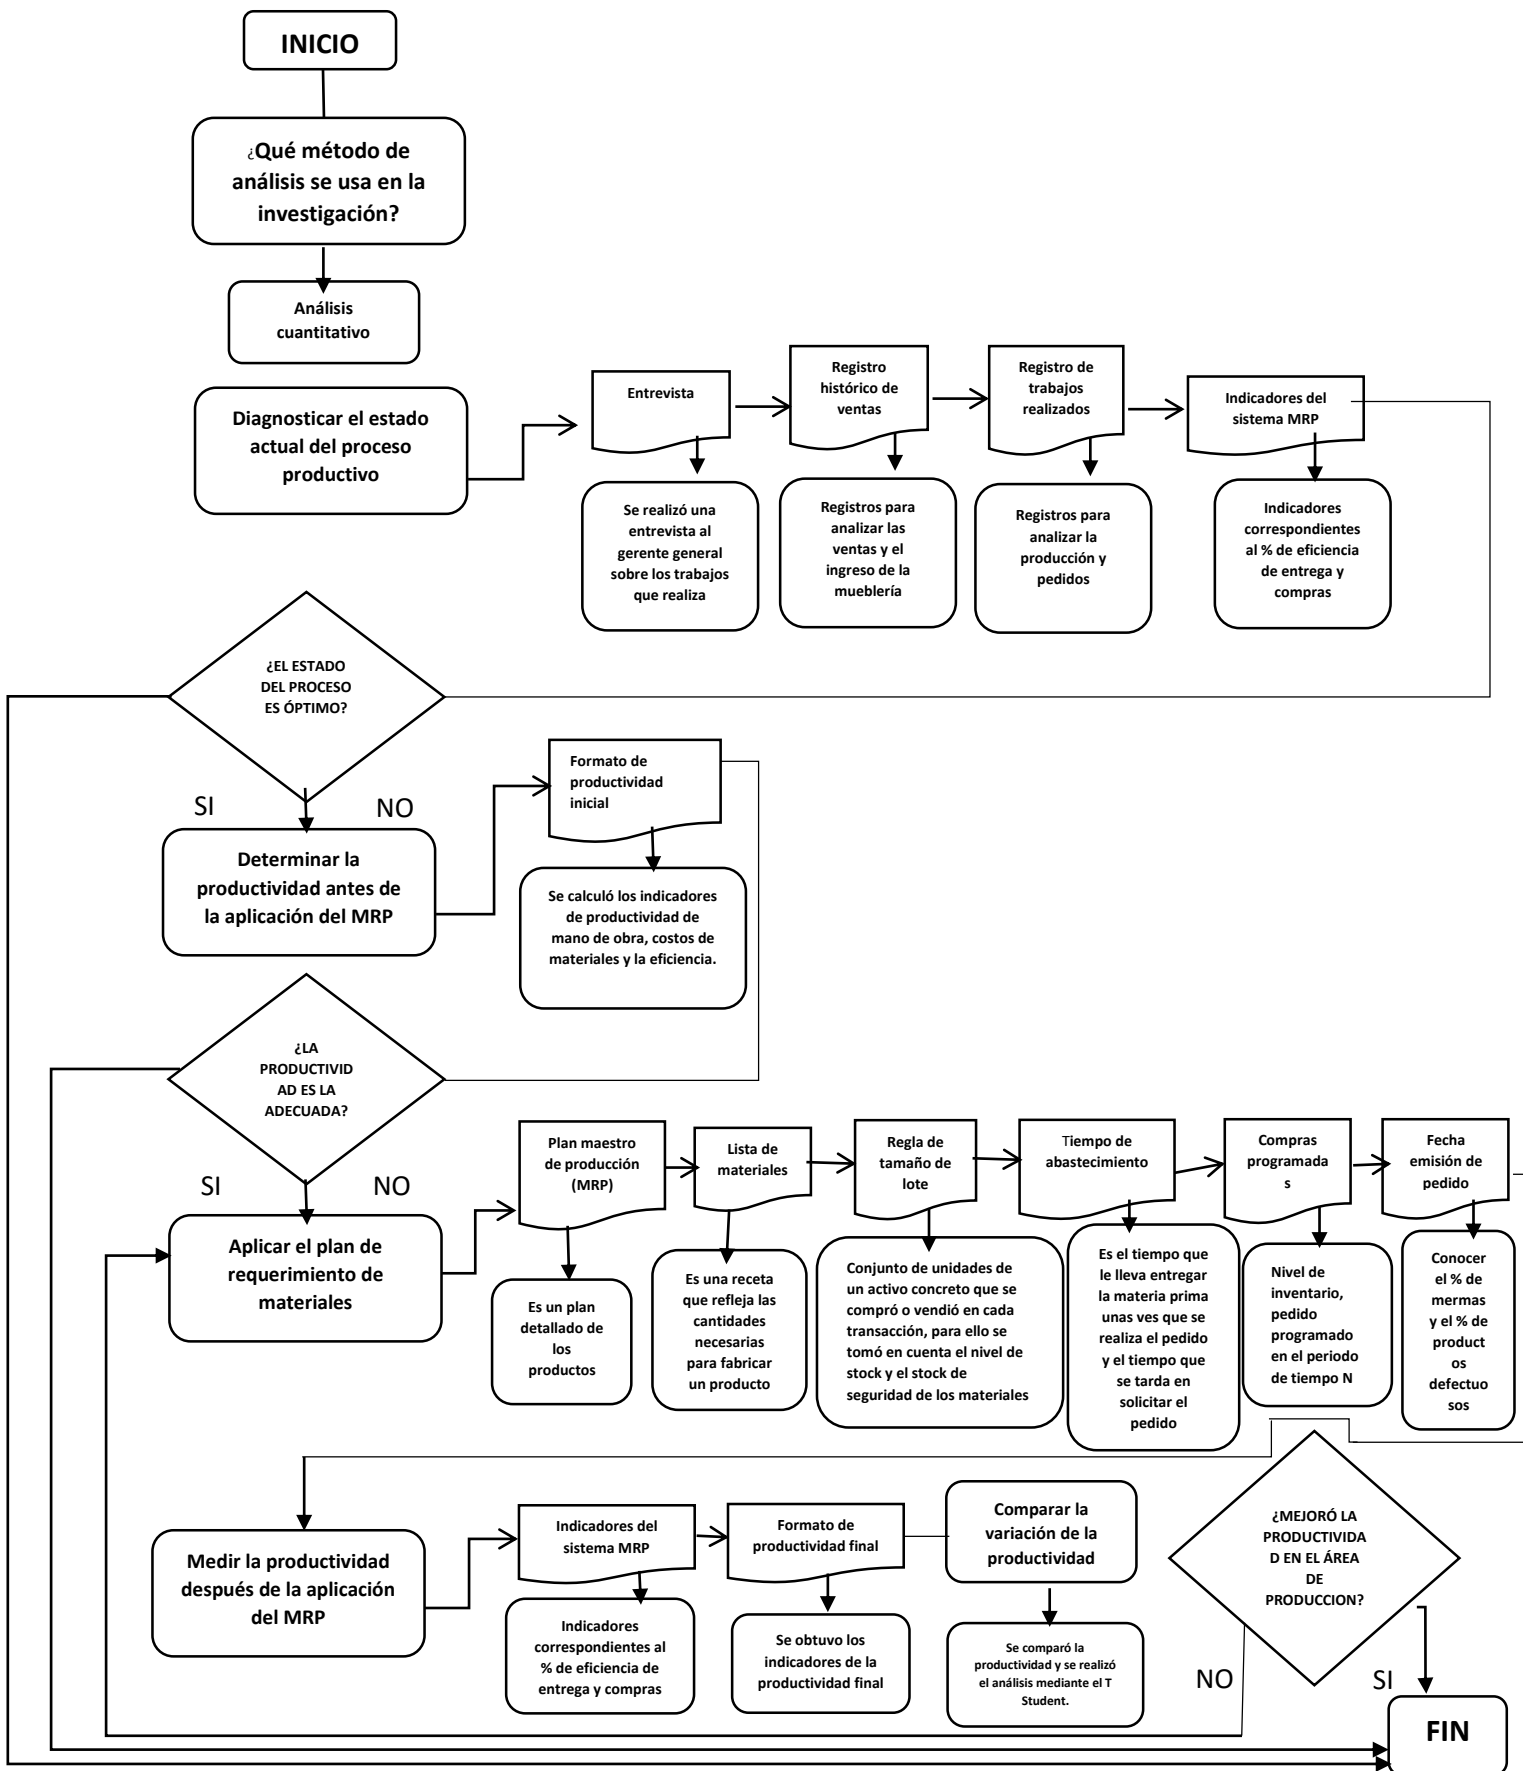 INICIO
¿Qué método de
análisis se usa en la
investigación?
Análisis
cuantitativo
Diagnosticar el estado
actual del proceso
productivo
Entrevista
Registro
histórico de
ventas
Registro de
trabajos
realizados
Indicadores del
sistema MRP
Se realizó una
entrevista al
gerente general
sobre los trabajos
que realiza
Registros para
analizar las
ventas y el
ingreso de la
mueblería
Registros para
analizar la
producción y
pedidos
Indicadores
correspondientes
al % de eficiencia
de entrega y
compras
¿EL ESTADO
DEL PROCESO
ES ÓPTIMO?
SI
NO
Determinar la
productividad antes de
la aplicación del MRP
Formato de
productividad
inicial
Se calculó los indicadores
de productividad de
mano de obra, costos de
materiales y la eficiencia.
¿LA
PRODUCTIVID
AD ES LA
ADECUADA?
SI
NO
Aplicar el plan de
requerimiento de
materiales
Plan maestro
de producción
(MRP)
Lista de
materiales
Regla de
tamaño de
lote
Tiempo de
abastecimiento
Compras
programada
s
Fecha
emisión de
pedido
Es un plan
detallado de
los
productos
Es una receta
que refleja las
cantidades
necesarias
para fabricar
un producto
Conjunto de unidades de
un activo concreto que se
compró o vendió en cada
transacción, para ello se
tomó en cuenta el nivel de
stock y el stock de
seguridad de los materiales
Es el tiempo que
le lleva entregar
la materia prima
unas ves que se
realiza el pedido
y el tiempo que
se tarda en
solicitar el
pedido
Nivel de
inventario,
pedido
programado
en el periodo
de tiempo N
Conocer
el % de
mermas
y el % de
product
os
defectuo
sos
Medir la productividad
después de la aplicación
del MRP
Indicadores del
sistema MRP
Formato de
productividad final
Comparar la
variación de la
productividad
¿MEJORÓ LA
PRODUCTIVIDA
D EN EL ÁREA
DE
PRODUCCION?
Indicadores
correspondientes al
% de eficiencia de
entrega y compras
Se obtuvo los
indicadores de la
productividad final
Se comparó la
productividad y se realizó
el análisis mediante el T
Student.
NO
SI
FIN